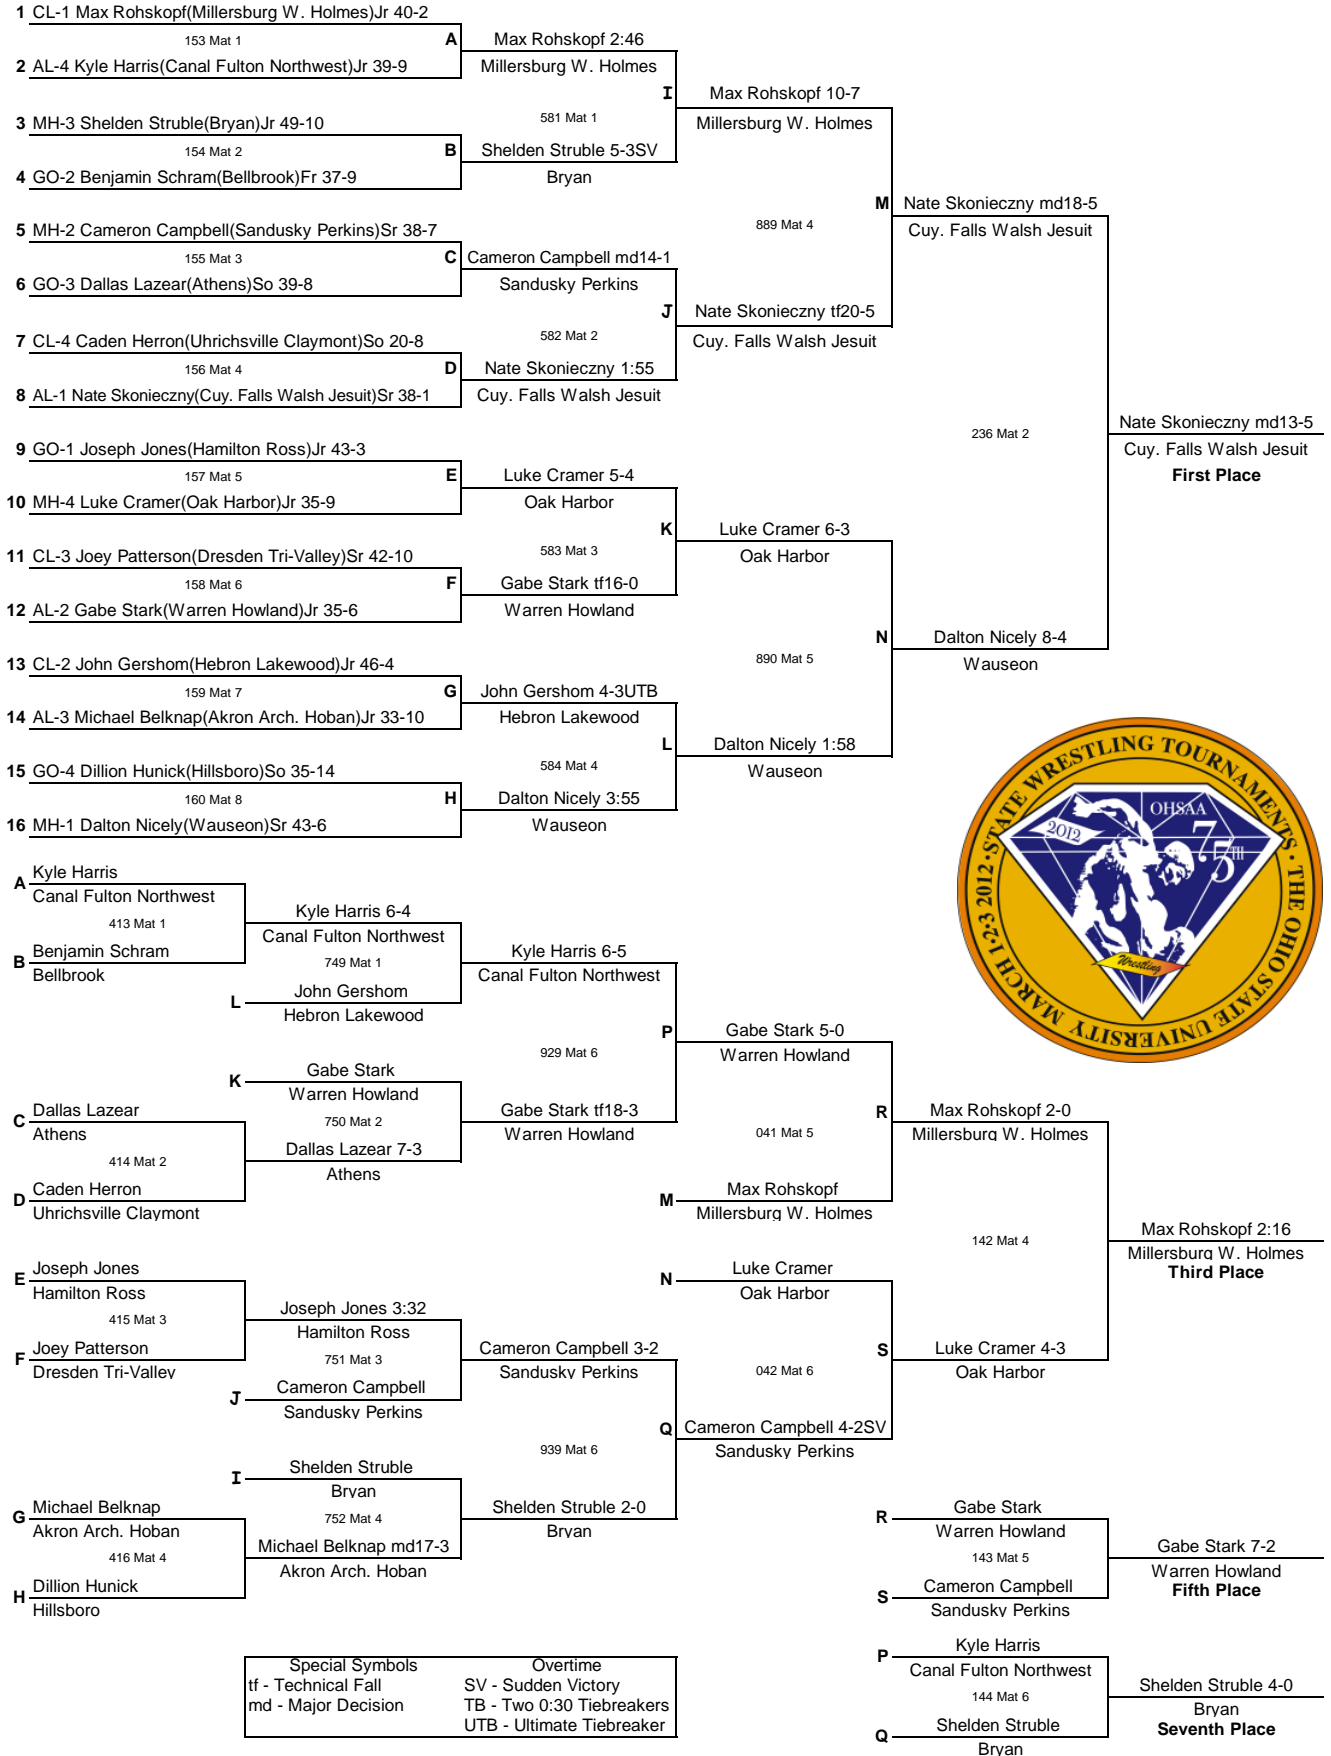 1 CL-1 Max Rohskopf(Millersburg W. Holmes)Jr 40-2
153 Mat 1
A
2 AL-4 Kyle Harris(Canal Fulton Northwest)Jr 39-9
Max Rohskopf 2:46
Millersburg W. Holmes
3 MH-3 Shelden Struble(Bryan)Jr 49-10
154 Mat 2
B
4 GO-2 Benjamin Schram(Bellbrook)Fr 37-9
Shelden Struble 5-3SV
Bryan
581 Mat 1
I
Max Rohskopf 10-7
Millersburg W. Holmes
5 MH-2 Cameron Campbell(Sandusky Perkins)Sr 38-7
155 Mat 3
C
6 GO-3 Dallas Lazear(Athens)So 39-8
Cameron Campbell md14-1
Sandusky Perkins
7 CL-4 Caden Herron(Uhrichsville Claymont)So 20-8
156 Mat 4
D
8 AL-1 Nate Skonieczny(Cuy. Falls Walsh Jesuit)Sr 38-1
Nate Skonieczny 1:55
Cuy. Falls Walsh Jesuit
582 Mat 2
J
Nate Skonieczny tf20-5
Cuy. Falls Walsh Jesuit
889 Mat 4
M
Nate Skonieczny md18-5
Cuy. Falls Walsh Jesuit
9 GO-1 Joseph Jones(Hamilton Ross)Jr 43-3
157 Mat 5
E
10 MH-4 Luke Cramer(Oak Harbor)Jr 35-9
Luke Cramer 5-4
Oak Harbor
11 CL-3 Joey Patterson(Dresden Tri-Valley)Sr 42-10
158 Mat 6
F
12 AL-2 Gabe Stark(Warren Howland)Jr 35-6
Gabe Stark tf16-0
Warren Howland
583 Mat 3
K
Luke Cramer 6-3
Oak Harbor
13 CL-2 John Gershom(Hebron Lakewood)Jr 46-4
159 Mat 7
G
14 AL-3 Michael Belknap(Akron Arch. Hoban)Jr 33-10
John Gershom 4-3UTB
Hebron Lakewood
15 GO-4 Dillion Hunick(Hillsboro)So 35-14
160 Mat 8
H
16 MH-1 Dalton Nicely(Wauseon)Sr 43-6
Dalton Nicely 3:55
Wauseon
584 Mat 4
L
Dalton Nicely 1:58
Wauseon
890 Mat 5
N
Dalton Nicely 8-4
Wauseon
236 Mat 2
Nate Skonieczny md13-5
Cuy. Falls Walsh Jesuit
First Place
STATE WRESTLING TOURNAMENTS · THE OHIO STATE UNIVERSITY MARCH 1-2-3 2012 ·
OHSAA
2012
75TH
Wrestling
A Kyle Harris
Canal Fulton Northwest
413 Mat 1
B Benjamin Schram
Bellbrook
Kyle Harris 6-4
Canal Fulton Northwest
749 Mat 1
L John Gershom
Hebron Lakewood
Kyle Harris 6-5
Canal Fulton Northwest
K Gabe Stark
Warren Howland
750 Mat 2
C Dallas Lazear
Athens
414 Mat 2
D Caden Herron
Uhrichsville Claymont
Dallas Lazear 7-3
Athens
Gabe Stark tf18-3
Warren Howland
929 Mat 6
P
Gabe Stark 5-0
Warren Howland
041 Mat 5
R
M Max Rohskopf
Millersburg W. Holmes
Max Rohskopf 2-0
Millersburg W. Holmes
E Joseph Jones
Hamilton Ross
415 Mat 3
F Joey Patterson
Dresden Tri-Valley
Joseph Jones 3:32
Hamilton Ross
751 Mat 3
J Cameron Campbell
Sandusky Perkins
Cameron Campbell 3-2
Sandusky Perkins
I Shelden Struble
Bryan
752 Mat 4
G Michael Belknap
Akron Arch. Hoban
416 Mat 4
H Dillion Hunick
Hillsboro
Michael Belknap md17-3
Akron Arch. Hoban
Shelden Struble 2-0
Bryan
939 Mat 6
Q
Cameron Campbell 4-2SV
Sandusky Perkins
N Luke Cramer
Oak Harbor
042 Mat 6
S
Luke Cramer 4-3
Oak Harbor
142 Mat 4
Max Rohskopf 2:16
Millersburg W. Holmes
Third Place
R Gabe Stark
Warren Howland
143 Mat 5
S Cameron Campbell
Sandusky Perkins
Gabe Stark 7-2
Warren Howland
Fifth Place
P Kyle Harris
Canal Fulton Northwest
144 Mat 6
Q Shelden Struble
Bryan
Shelden Struble 4-0
Bryan
Seventh Place
Special Symbols
tf - Technical Fall
md - Major Decision
Overtime
SV - Sudden Victory
TB - Two 0:30 Tiebreakers
UTB - Ultimate Tiebreaker